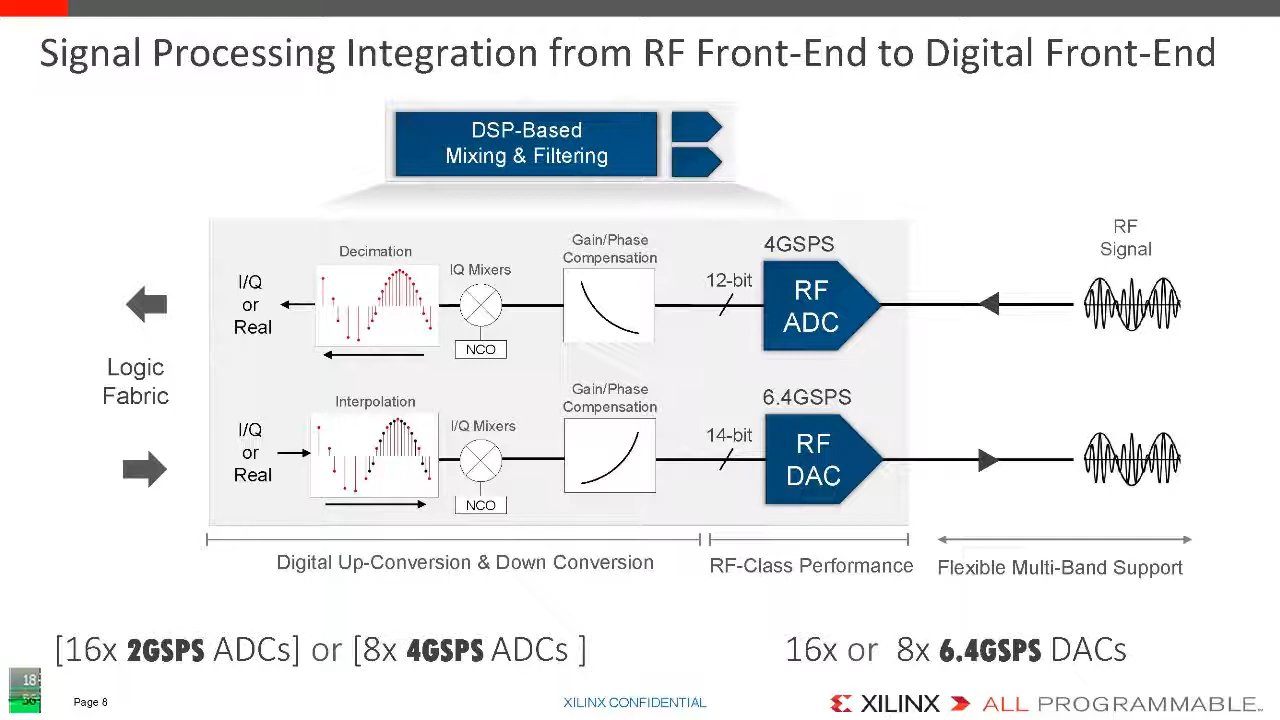 Signal Processing Integration from RF Front-End to Digital Front-End
DSP-Based
Mixing & Filtering
Decimation
IQ Mixers
Gain/Phase
Compensation
4GSPS
RF
Signal
I/Q
or
Real
12-bit
RF
ADC
NCO
Logic
Fabric
Interpolation
I/Q Mixers
Gain/Phase
Compensation
6.4GSPS
I/Q
or
Real
14-bit
RF
DAC
NCO
Digital Up-Conversion & Down Conversion
RF-Class Performance
Flexible Multi-Band Support
[16x 2GSPS ADCs] or [8x 4GSPS ADCs ]
16x or 8x 6.4GSPS DACs
18
Page 8
XILINX CONFIDENTIAL
XILINX
ALL PROGRAMMABLE™